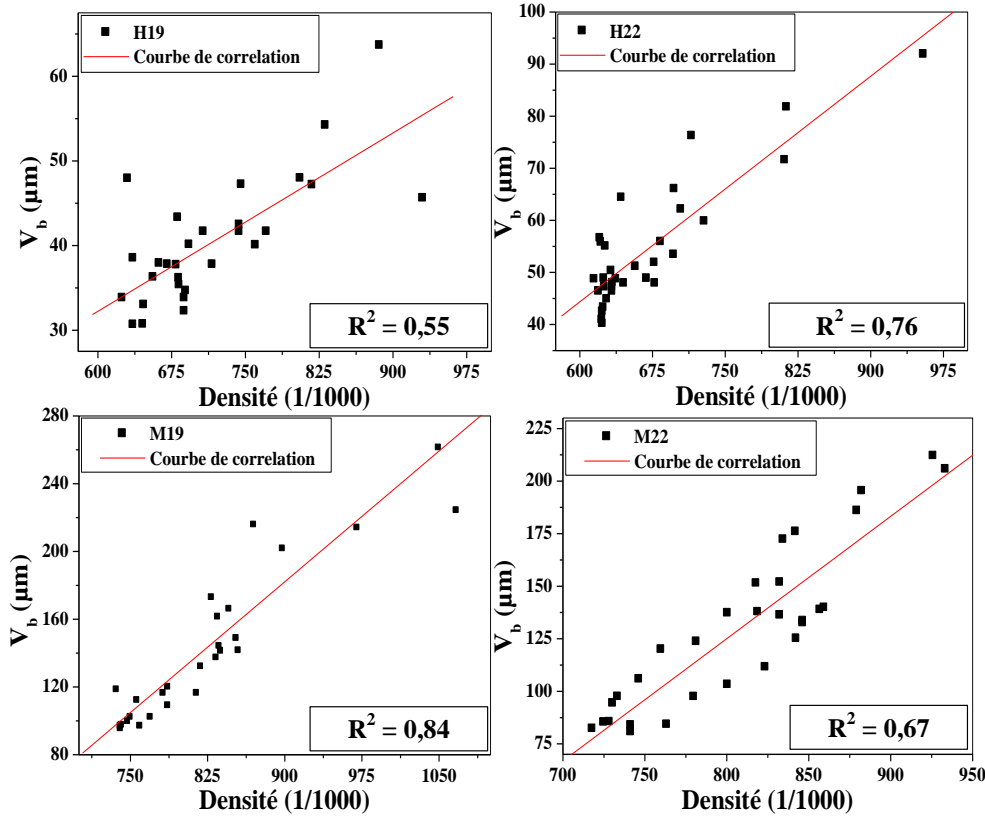 H19
Courbe de correlation
60
50
40
30
V_b (µm)
R² = 0,55
600 675 750 825 900 975
Densité (1/1000)
H22
Courbe de correlation
100
90
80
70
60
50
40
V_b (µm)
R² = 0,76
600 675 750 825 900 975
Densité (1/1000)
M19
Courbe de correlation
280
240
200
160
120
80
V_b (µm)
R² = 0,84
750 825 900 975 1050
Densité (1/1000)
M22
Courbe de correlation
225
200
175
150
125
100
75
V_b (µm)
R² = 0,67
700 750 800 850 900 950
Densité (1/1000)